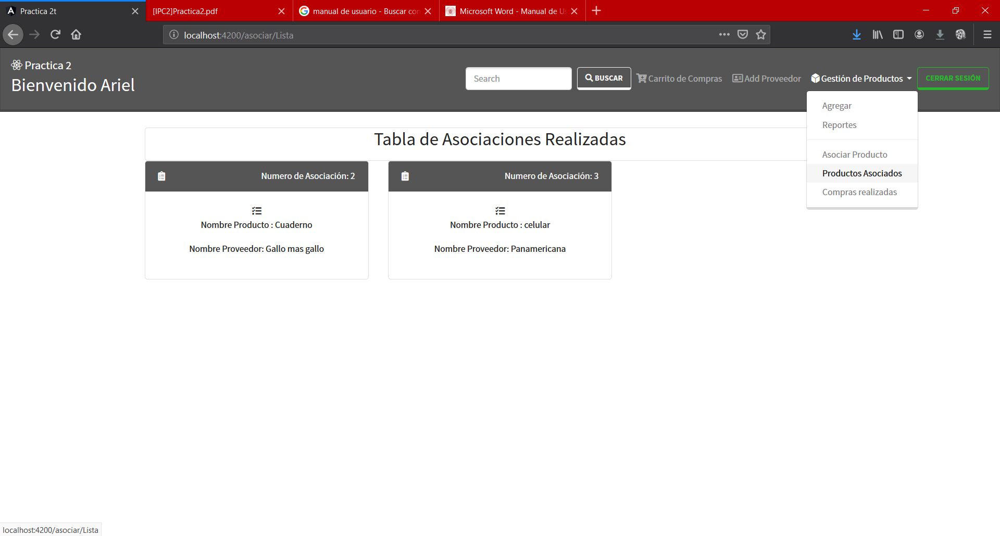 Practica 2t
[IPC2]Practica2.pdf
manual de usuario - Buscar con
Microsoft Word - Manual de Us
localhost:4200/asociar/Lista
Practica 2
Bienvenido Ariel
Search
BUSCAR
Carrito de Compras
Add Proveedor
Gestión de Productos
CERRAR SESIÓN
Agregar
Reportes
Asociar Producto
Productos Asociados
Compras realizadas
Tabla de Asociaciones Realizadas
Numero de Asociación: 2
Nombre Producto : Cuaderno
Nombre Proveedor: Gallo mas gallo
Numero de Asociación: 3
Nombre Producto : celular
Nombre Proveedor: Panamericana
localhost:4200/asociar/Lista